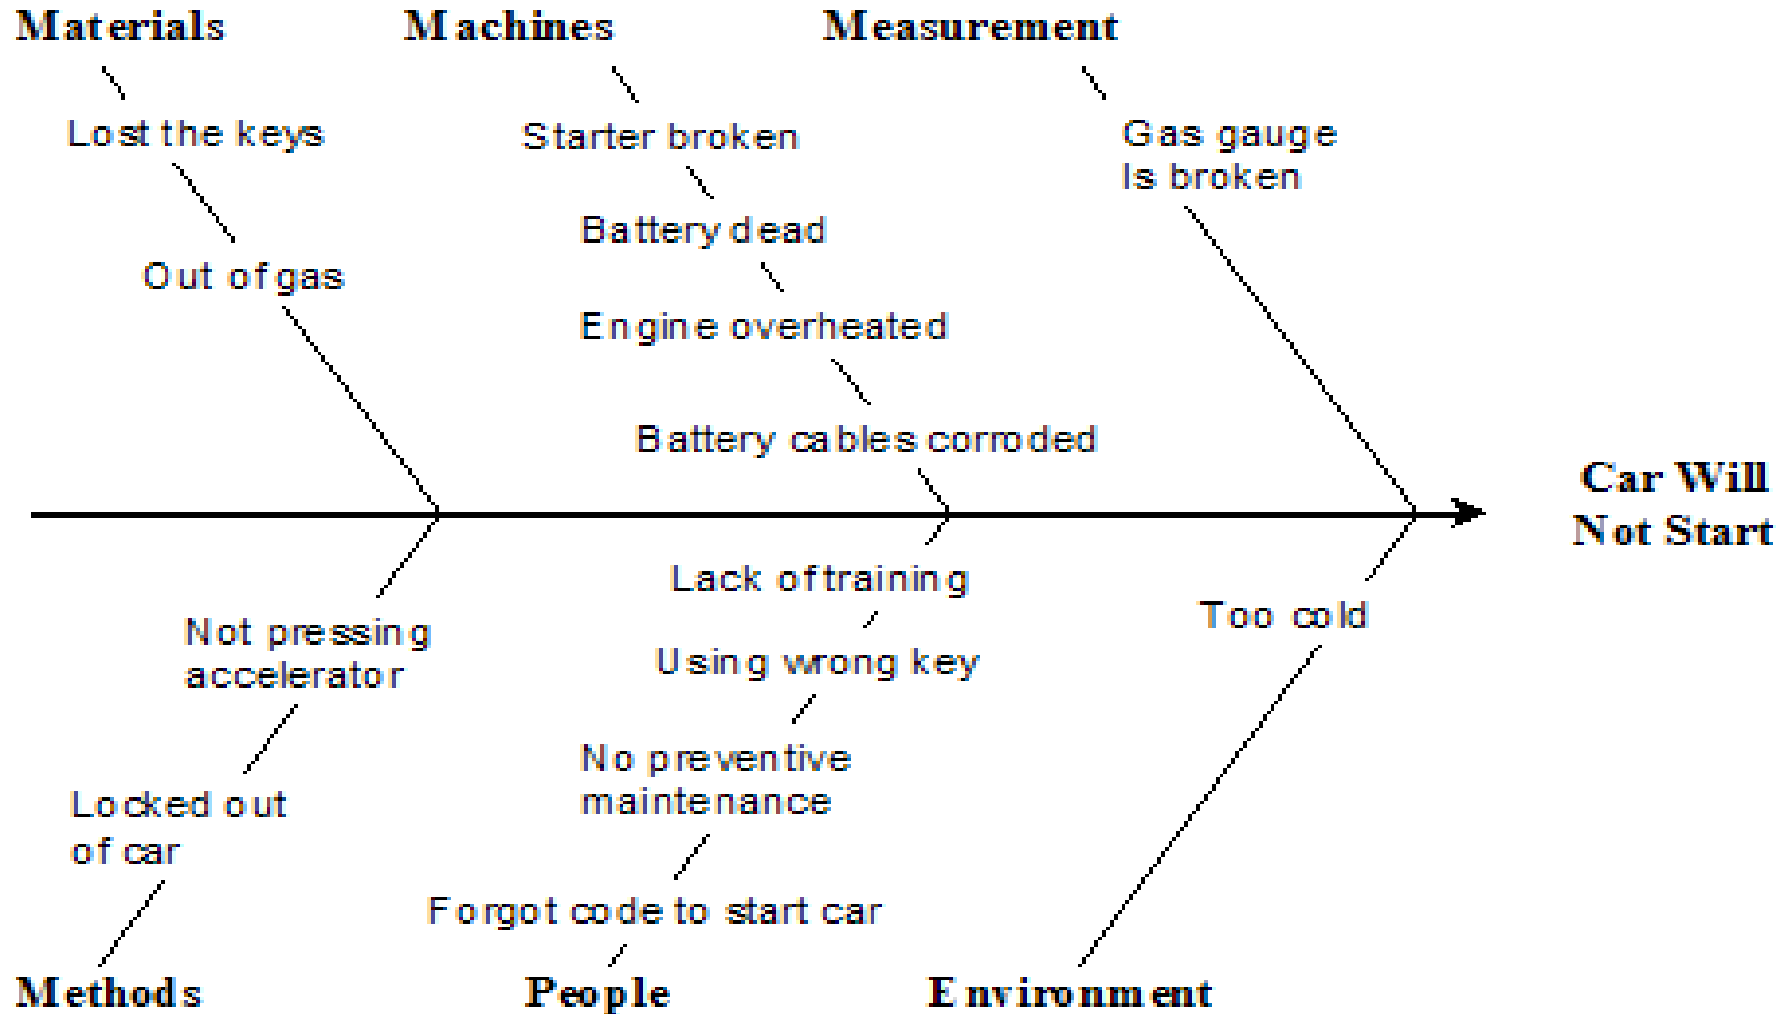 Materials
Machines
Measurement
Lost the keys
Starter broken
Gas gauge
Is broken
Battery dead
Out of gas
Engine overheated
Battery cables corroded
Car Will
Not Start
Lack of training
Too cold
Not pressing
accelerator
Using wrong key
No preventive
maintenance
Locked out
of car
Forgot code to start car
Methods
People
Environment